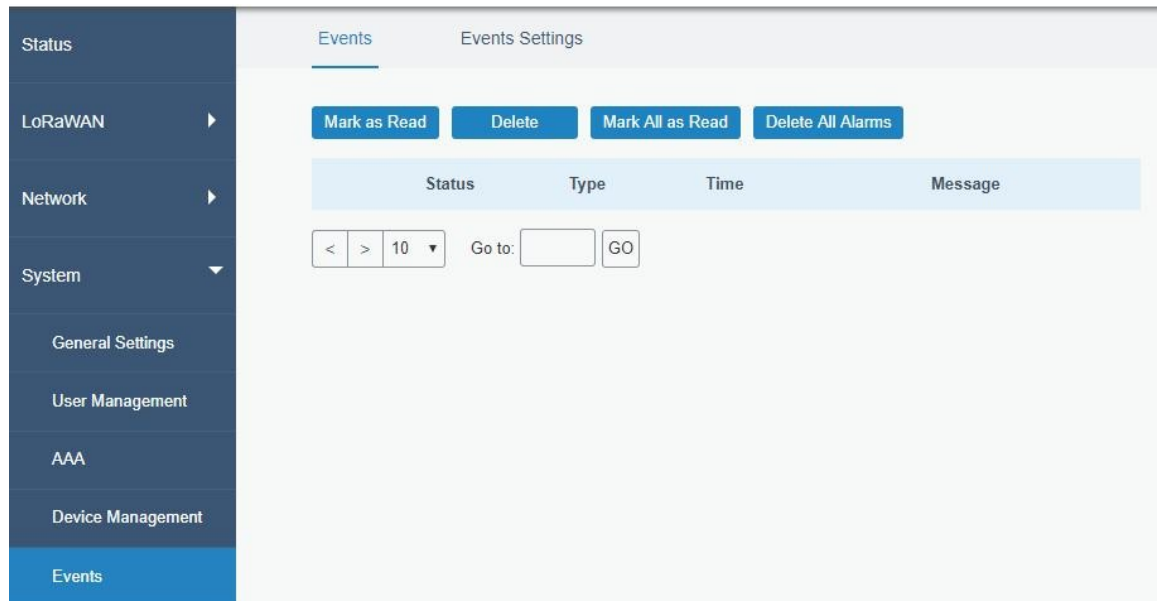 Status
LoRaWAN
Network
System
General Settings
User Management
AAA
Device Management
Events
Events Events Settings
Mark as Read Delete Mark All as Read Delete All Alarms
Status Type Time Message
< > 10 Go to: GO